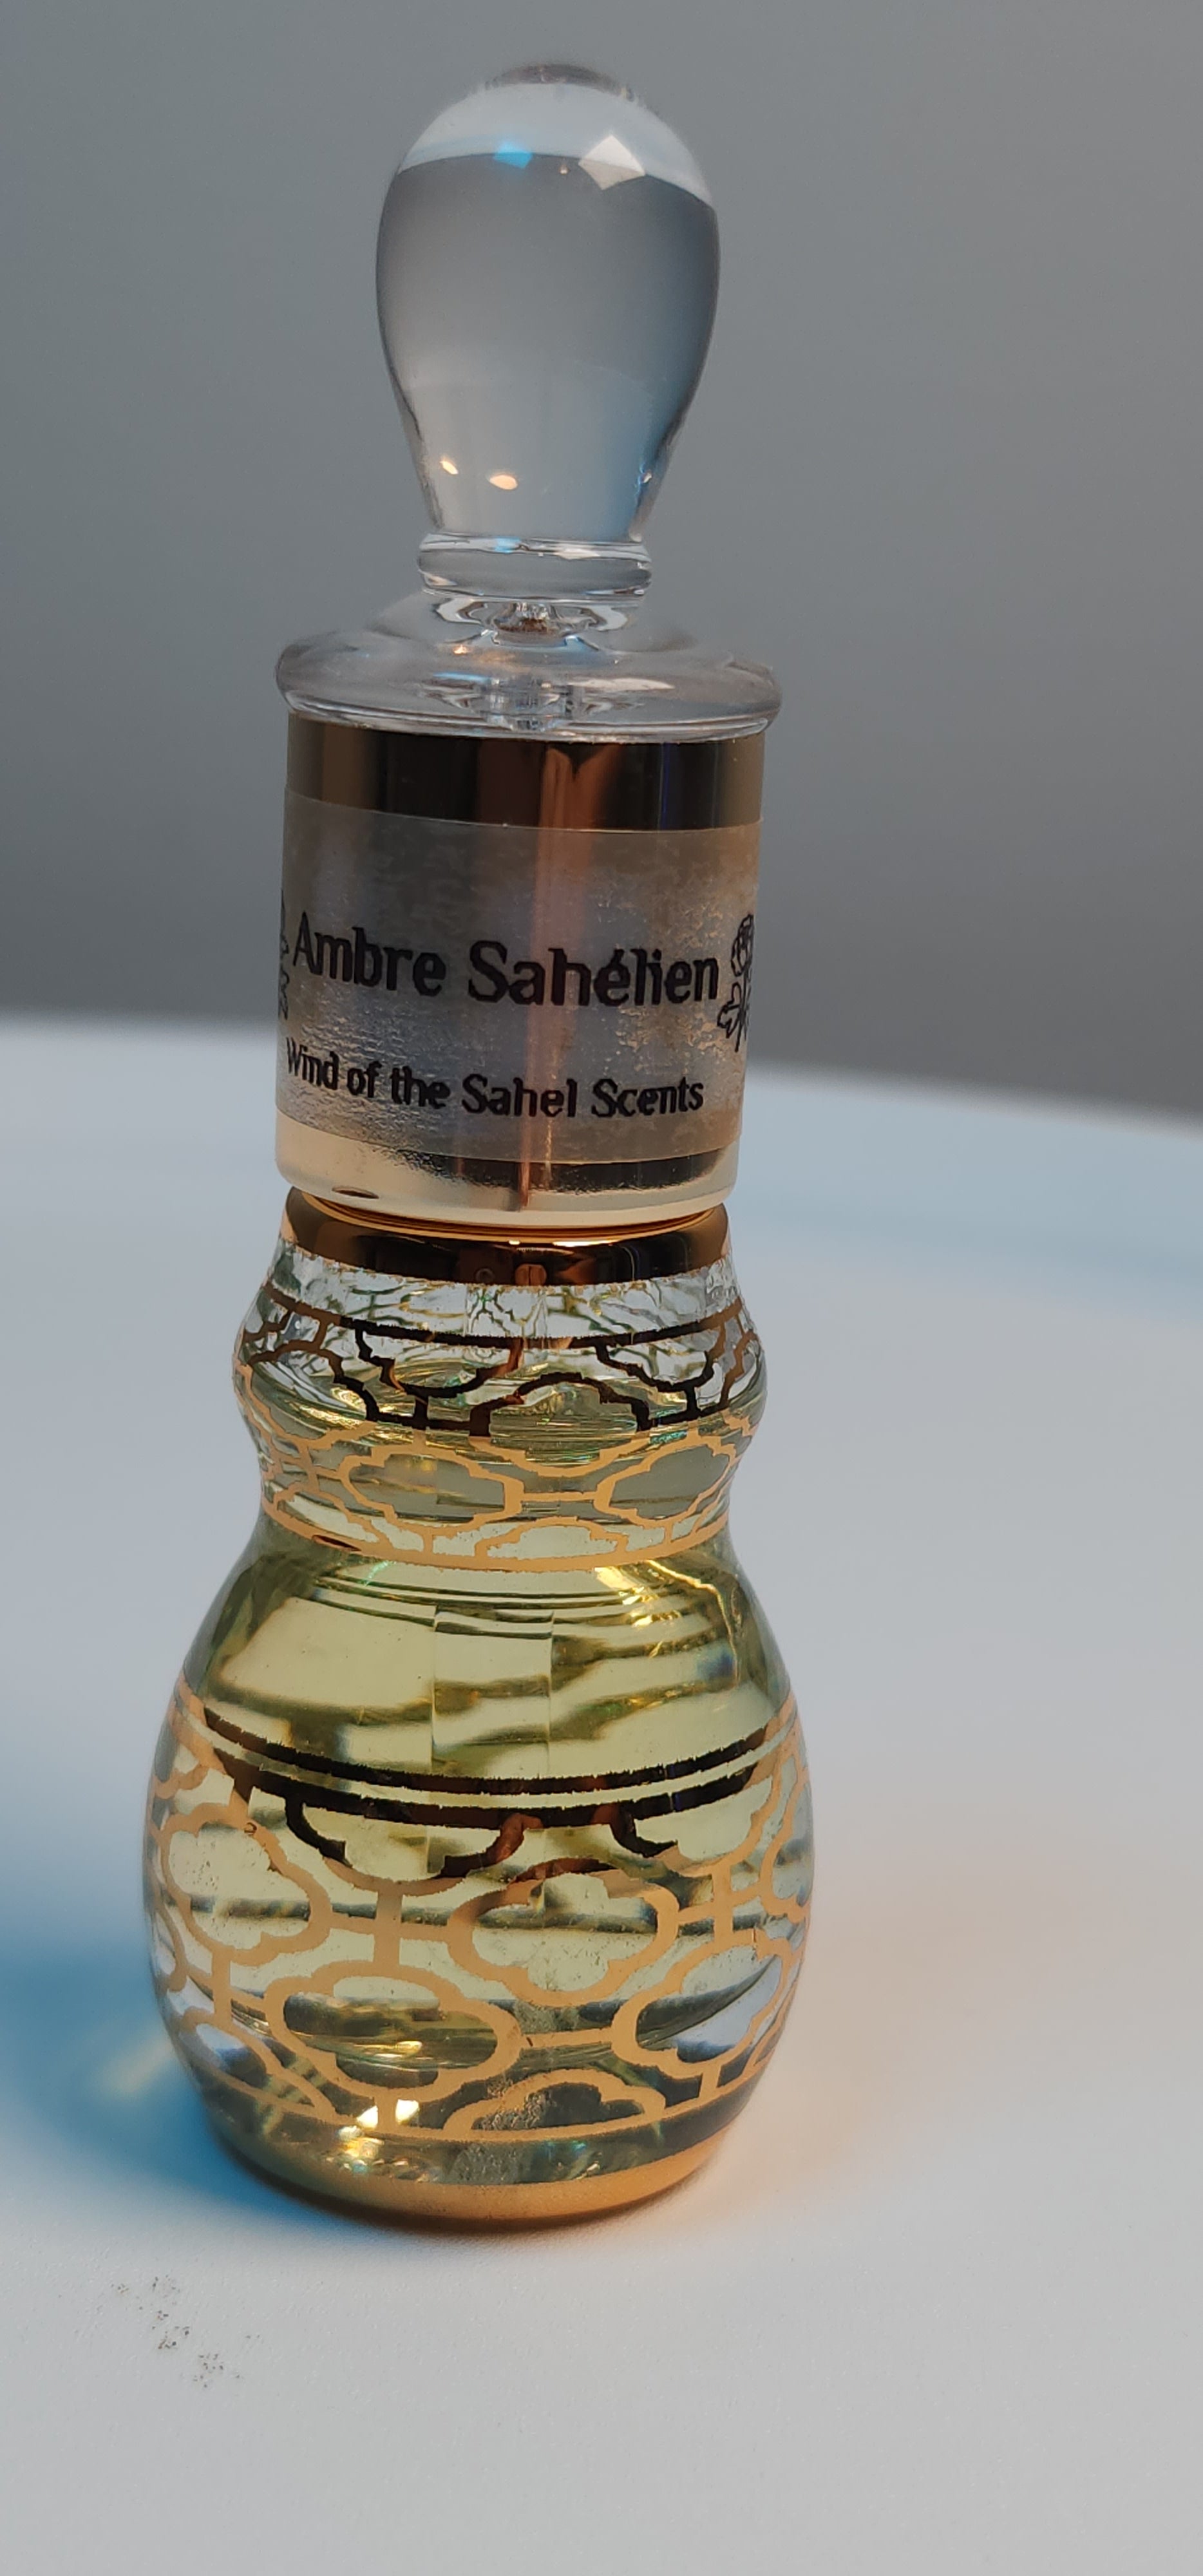 Ambre Sahélien
Wind of the Sahel Scents